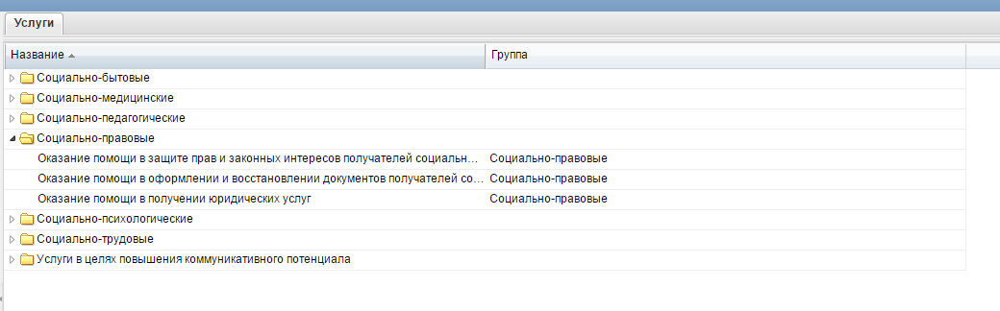 Услуги
Название Группа
Социально-бытовые
Социально-медицинские
Социально-педагогические
Социально-правовые
Оказание помощи в защите прав и законных интересов получателей социальн... Социально-правовые
Оказание помощи в оформлении и восстановлении документов получателей со... Социально-правовые
Оказание помощи в получении юридических услуг Социально-правовые
Социально-психологические
Социально-трудовые
Услуги в целях повышения коммуникативного потенциала